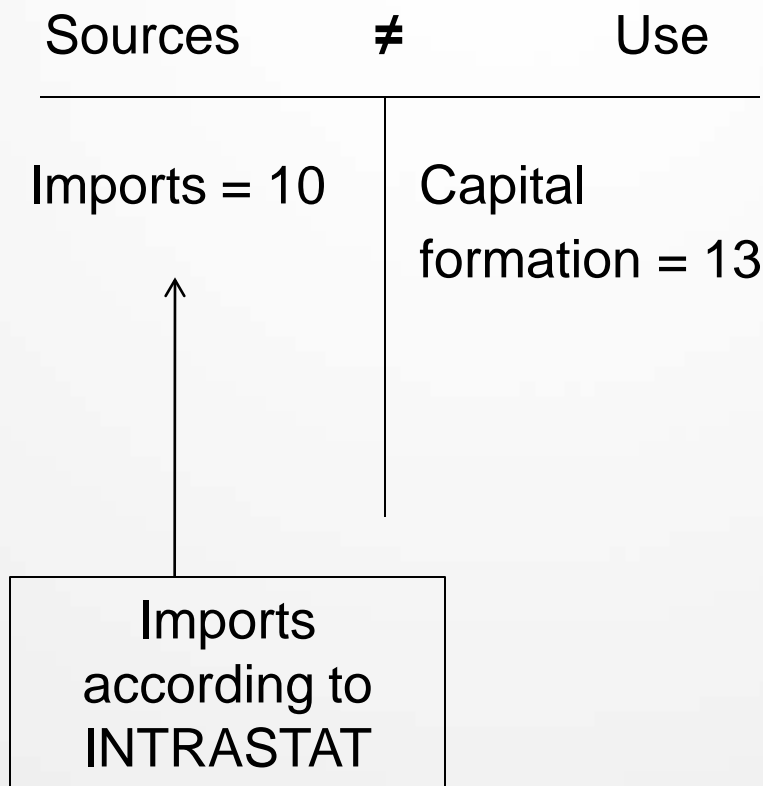 Sources ≠ Use
Imports = 10
Capital
formation = 13
Imports
according to
INTRASTAT